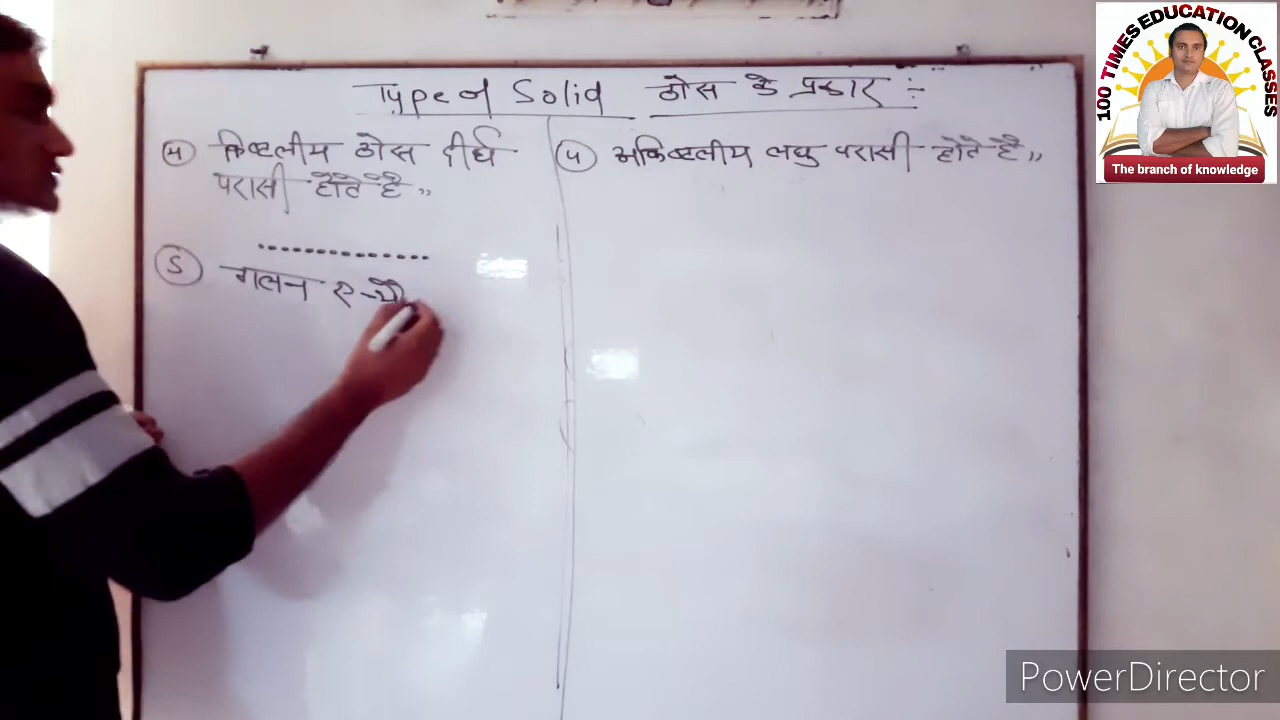 Type of Solid ठोस के प्रकार :-
(4) क्रिस्टलीय ठोस दीर्घ
परासी होते है,,
(4) अक्रिस्टलीय लघु परासी होते है,,
(5) गलन
100 TIMES EDUCATION CLASSES
The branch of knowledge
PowerDirector